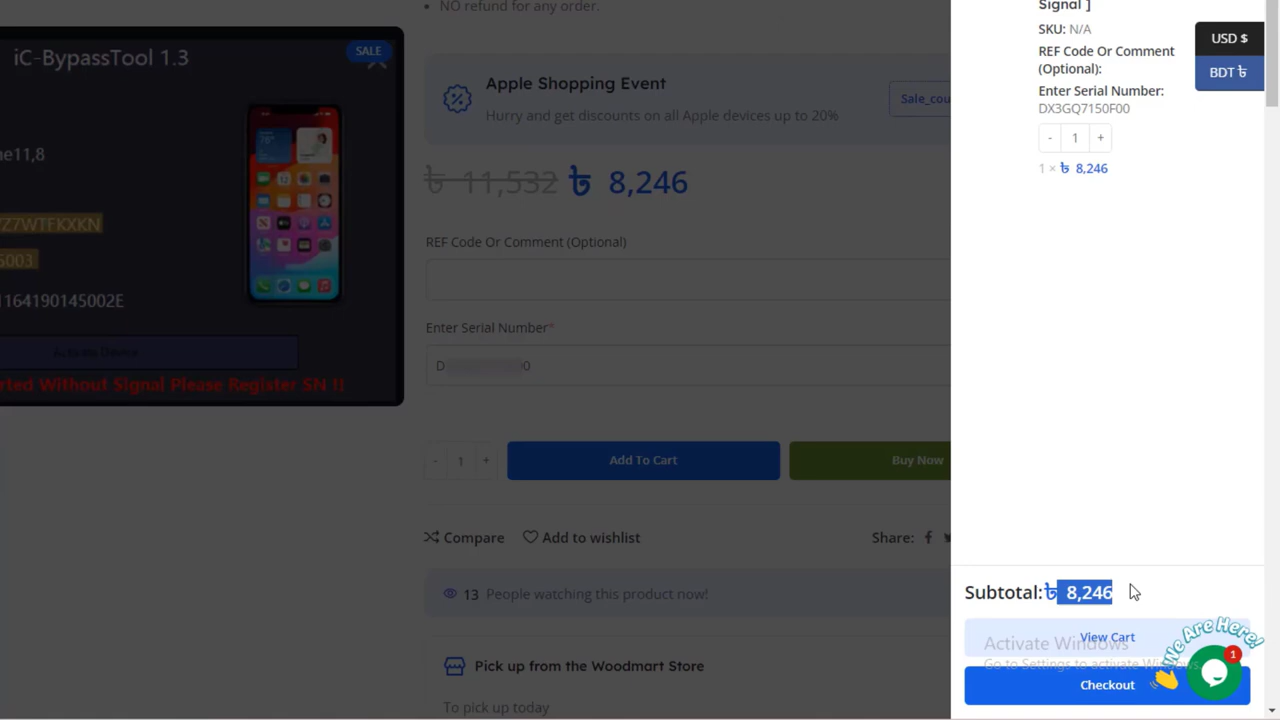 NO refund for any order.
iC-BypassTool 1.3
SALE
Apple Shopping Event
Hurry and get discounts on all Apple devices up to 20%
Sale_cou
ne11,8
৳ 11,532 ৳ 8,246
Z7WTFKXKN
5003
1164190145002E
REF Code Or Comment (Optional)
Enter Serial Number*
D 0
Activate Device
rted Without Signal Please Register SN !!
- 1 +
Add To Cart
Buy Now
Compare
Add to wishlist
Share:
13 People watching this product now!
Pick up from the Woodmart Store
To pick up today
Signal ]
SKU: N/A
REF Code Or Comment
(Optional):
Enter Serial Number:
DX3GQ7150F00
- 1 +
1 × ৳ 8,246
USD $
BDT ৳
Subtotal:৳ 8,246
View Cart
Activate Windows
Go to Settings to activate Windows.
Checkout
We Are Here!
1